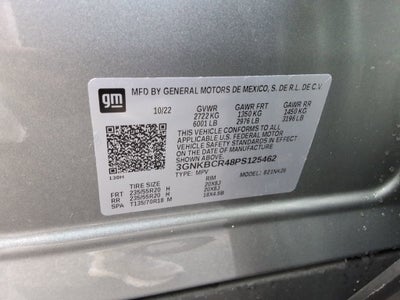 gm
MFD BY GENERAL MOTORS DE MEXICO, S. DE R.L. DE C.V.
10/22 GVWR GAWR FRT GAWR RR
2722 KG 1350 KG 1450 KG
6001 LB 2976 LB 3196 LB
THIS VEHICLE CONFORMS TO ALL APPLICABLE
U.S. FEDERAL MOTOR VEHICLE SAFETY
STANDARDS IN EFFECT ON THE DATE OF MANUFACTURE
SHOWN ABOVE.
3GNKBCR48PS125462
TYPE: MPV MODEL:
TIRE SIZE RIM
FRT 235/55R20 H 20X8J
RR 235/55R20 H 20X8J
SPA T135/70R18 M 18X4.5B